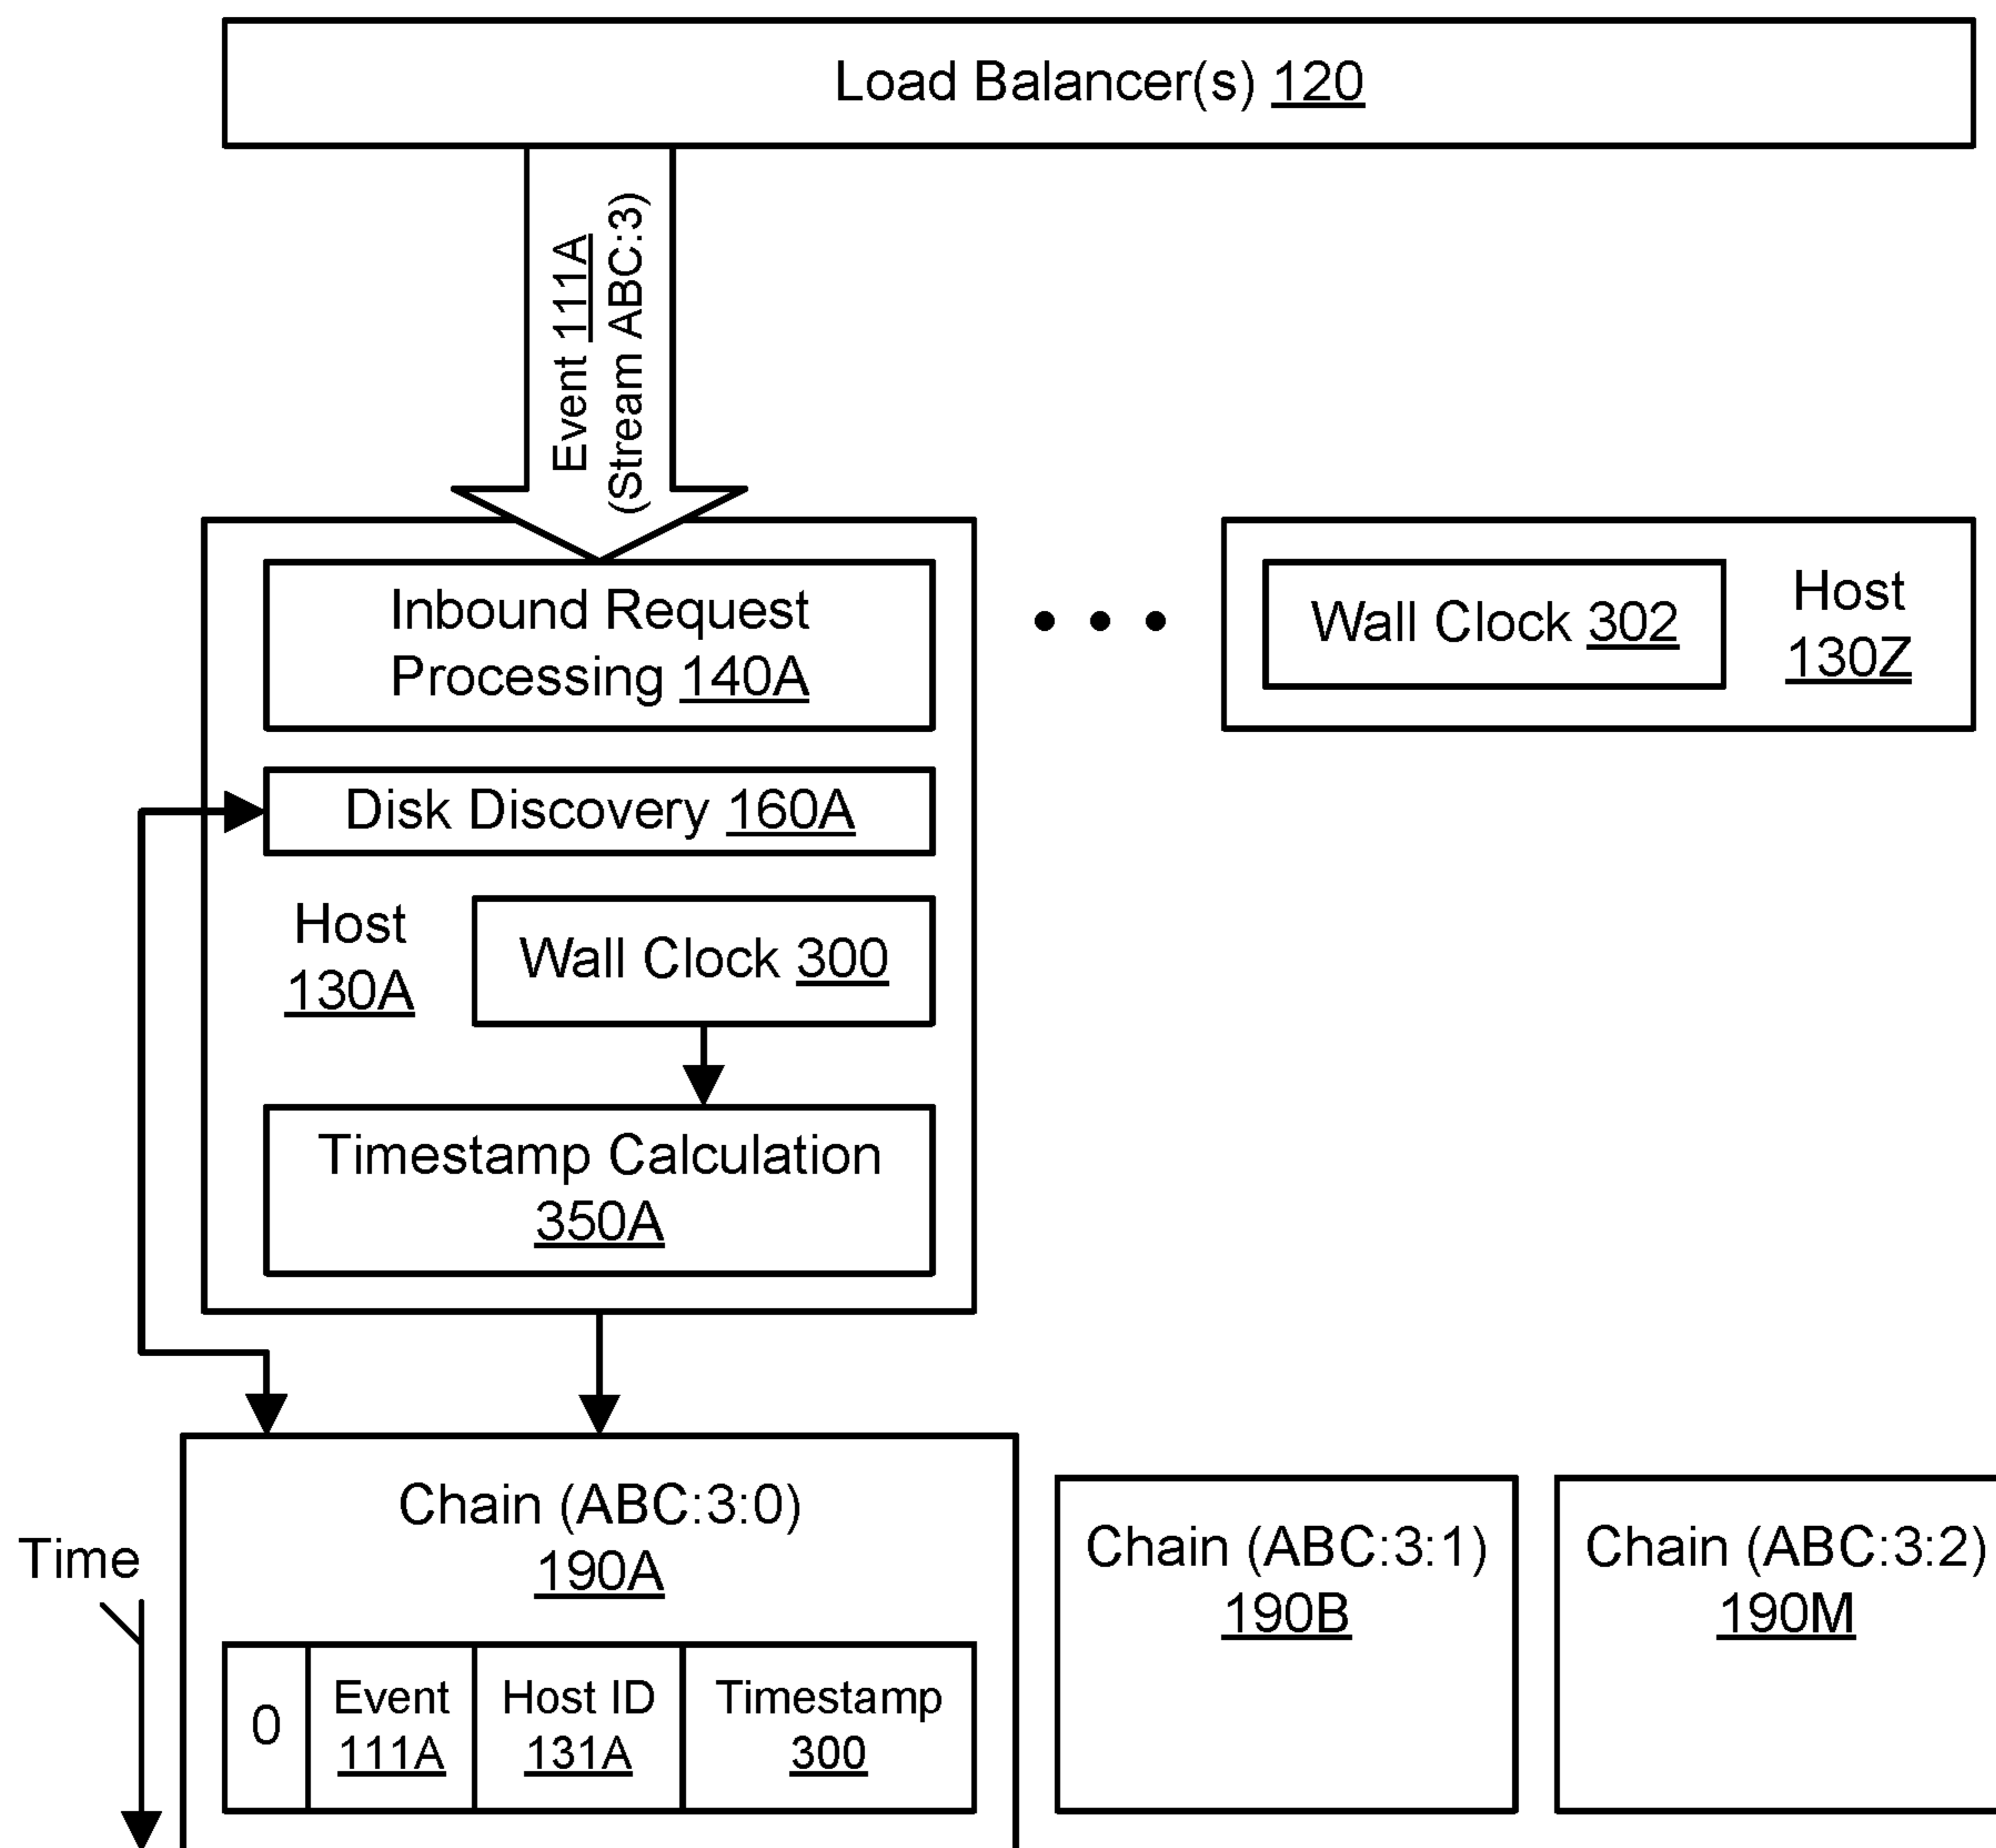 Load Balancer(s) 120
Event 111A
(Stream ABC:3)
Inbound Request
Processing 140A
Wall Clock 302
Host
130Z
Disk Discovery 160A
Host
130A
Wall Clock 300
Timestamp Calculation
350A
Time
Chain (ABC:3:0)
190A
0
Event
111A
Host ID
131A
Timestamp
300
Chain (ABC:3:1)
190B
Chain (ABC:3:2)
190M